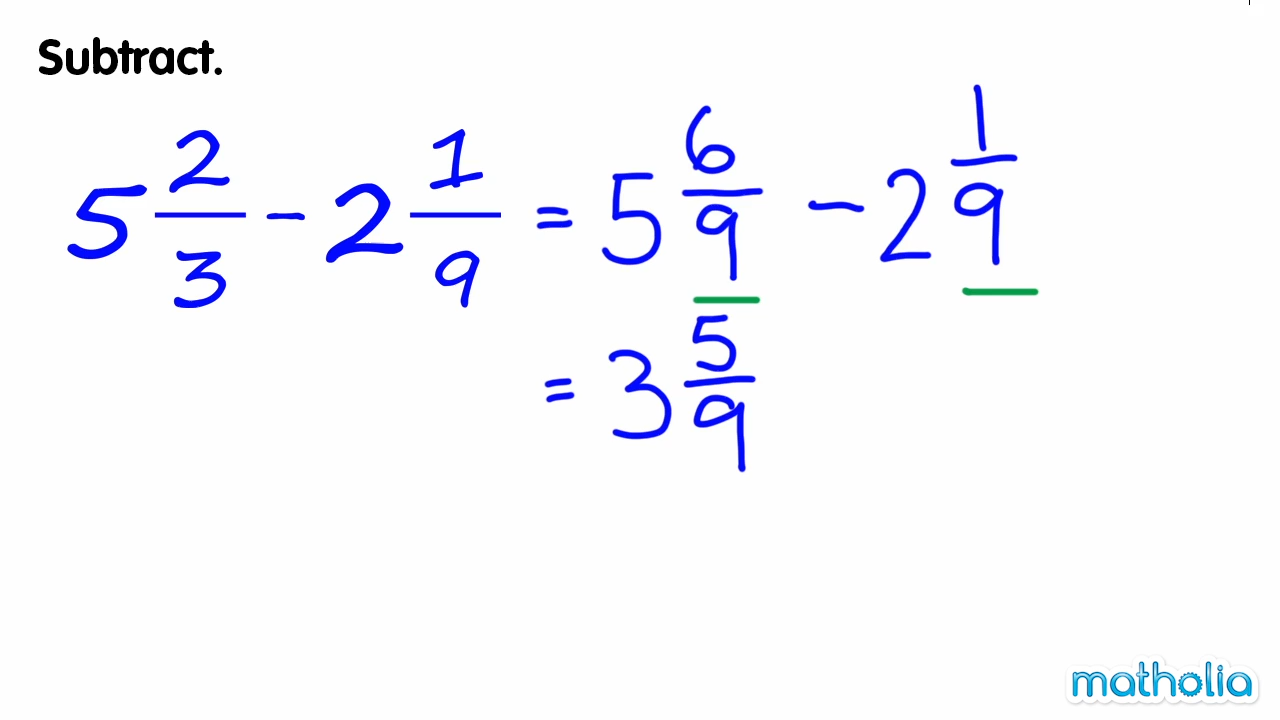 Subtract.
5 2/3 - 2 1/9 = 5 6/9 - 2 1/9
= 3 5/9
matholia